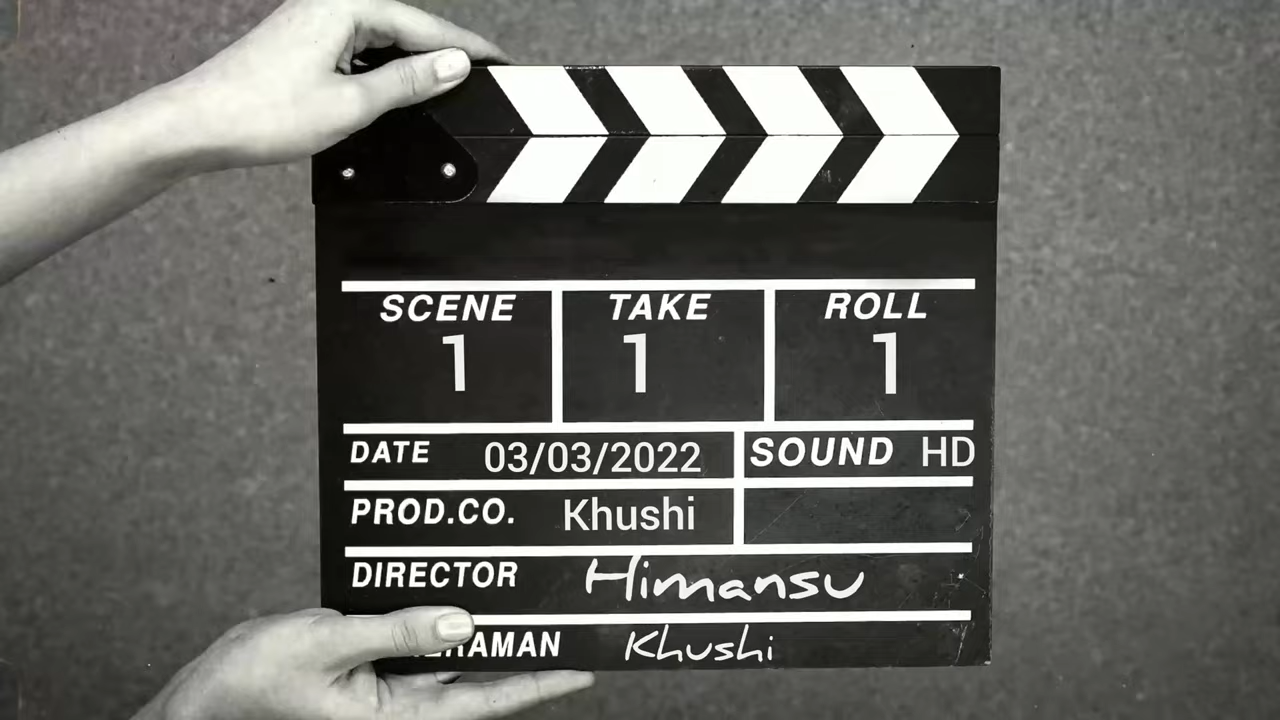 SCENE TAKE ROLL
1 1 1
DATE 03/03/2022 SOUND HD
PROD.CO. Khushi
DIRECTOR Himansu
Khushi